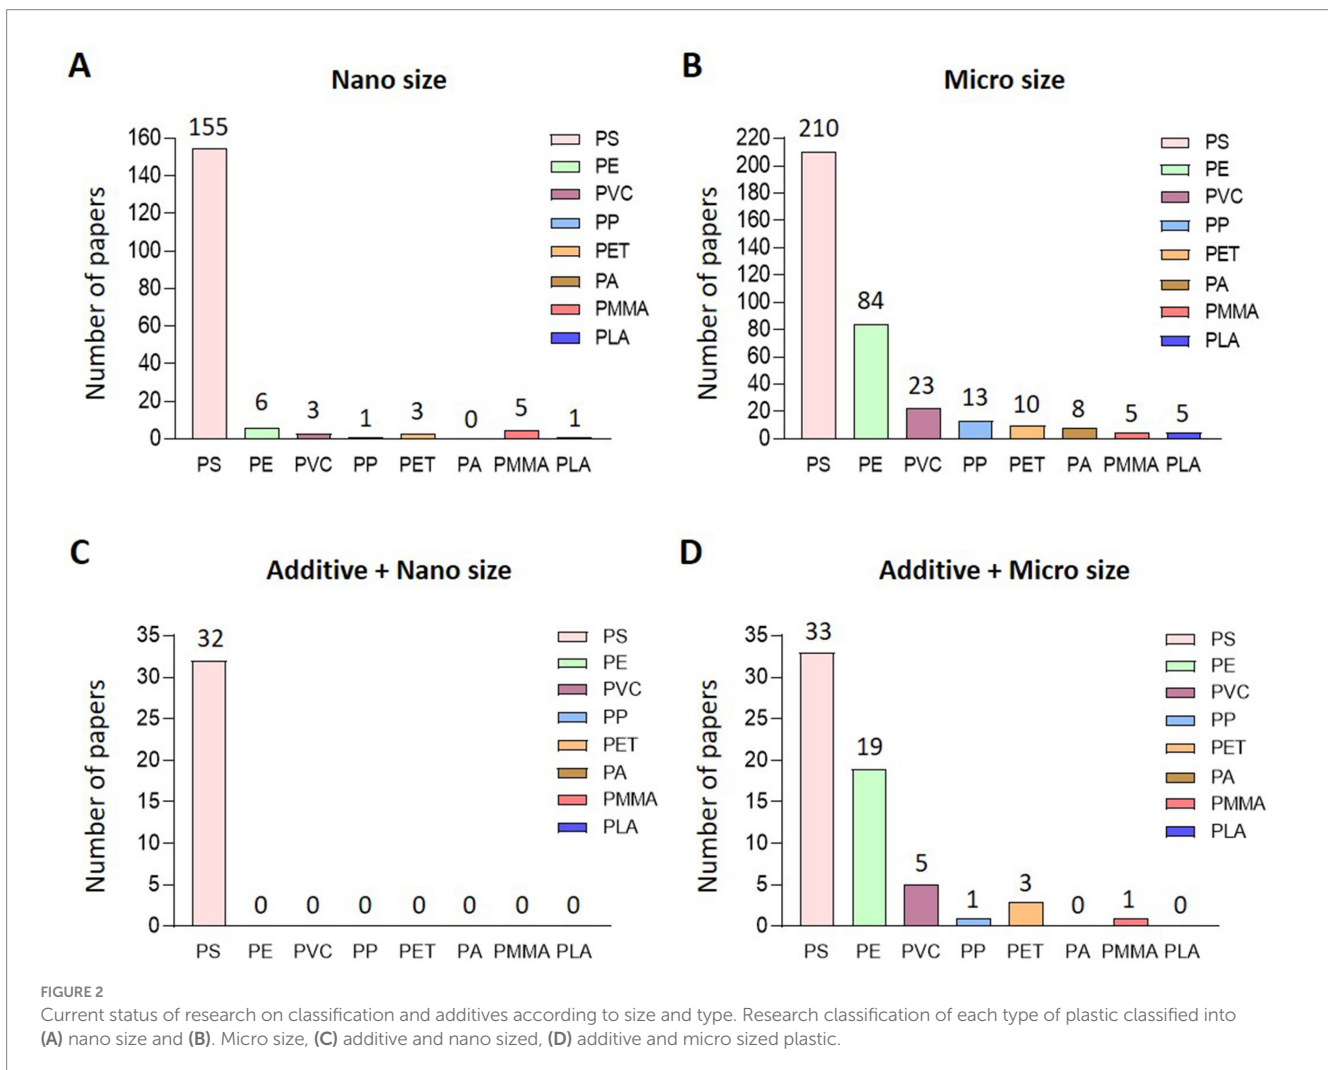 A
Nano size
Number of papers
160
140
120
100
80
60
40
20
0
155
6
3
1
3
0
5
1
PS
PE
PVC
PP
PET
PA
PMMA
PLA
PS
PE
PVC
PP
PET
PA
PMMA
PLA
B
Micro size
Number of papers
220
200
180
160
140
120
100
80
60
40
20
0
210
84
23
13
10
8
5
5
PS
PE
PVC
PP
PET
PA
PMMA
PLA
PS
PE
PVC
PP
PET
PA
PMMA
PLA
C
Additive + Nano size
Number of papers
35
30
25
20
15
10
5
0
32
0
0
0
0
0
0
0
PS
PE
PVC
PP
PET
PA
PMMA
PLA
PS
PE
PVC
PP
PET
PA
PMMA
PLA
D
Additive + Micro size
Number of papers
35
30
25
20
15
10
5
0
33
19
5
1
3
0
1
0
PS
PE
PVC
PP
PET
PA
PMMA
PLA
PS
PE
PVC
PP
PET
PA
PMMA
PLA
FIGURE 2
Current status of research on classification and additives according to size and type. Research classification of each type of plastic classified into
(A) nano size and (B). Micro size, (C) additive and nano sized, (D) additive and micro sized plastic.